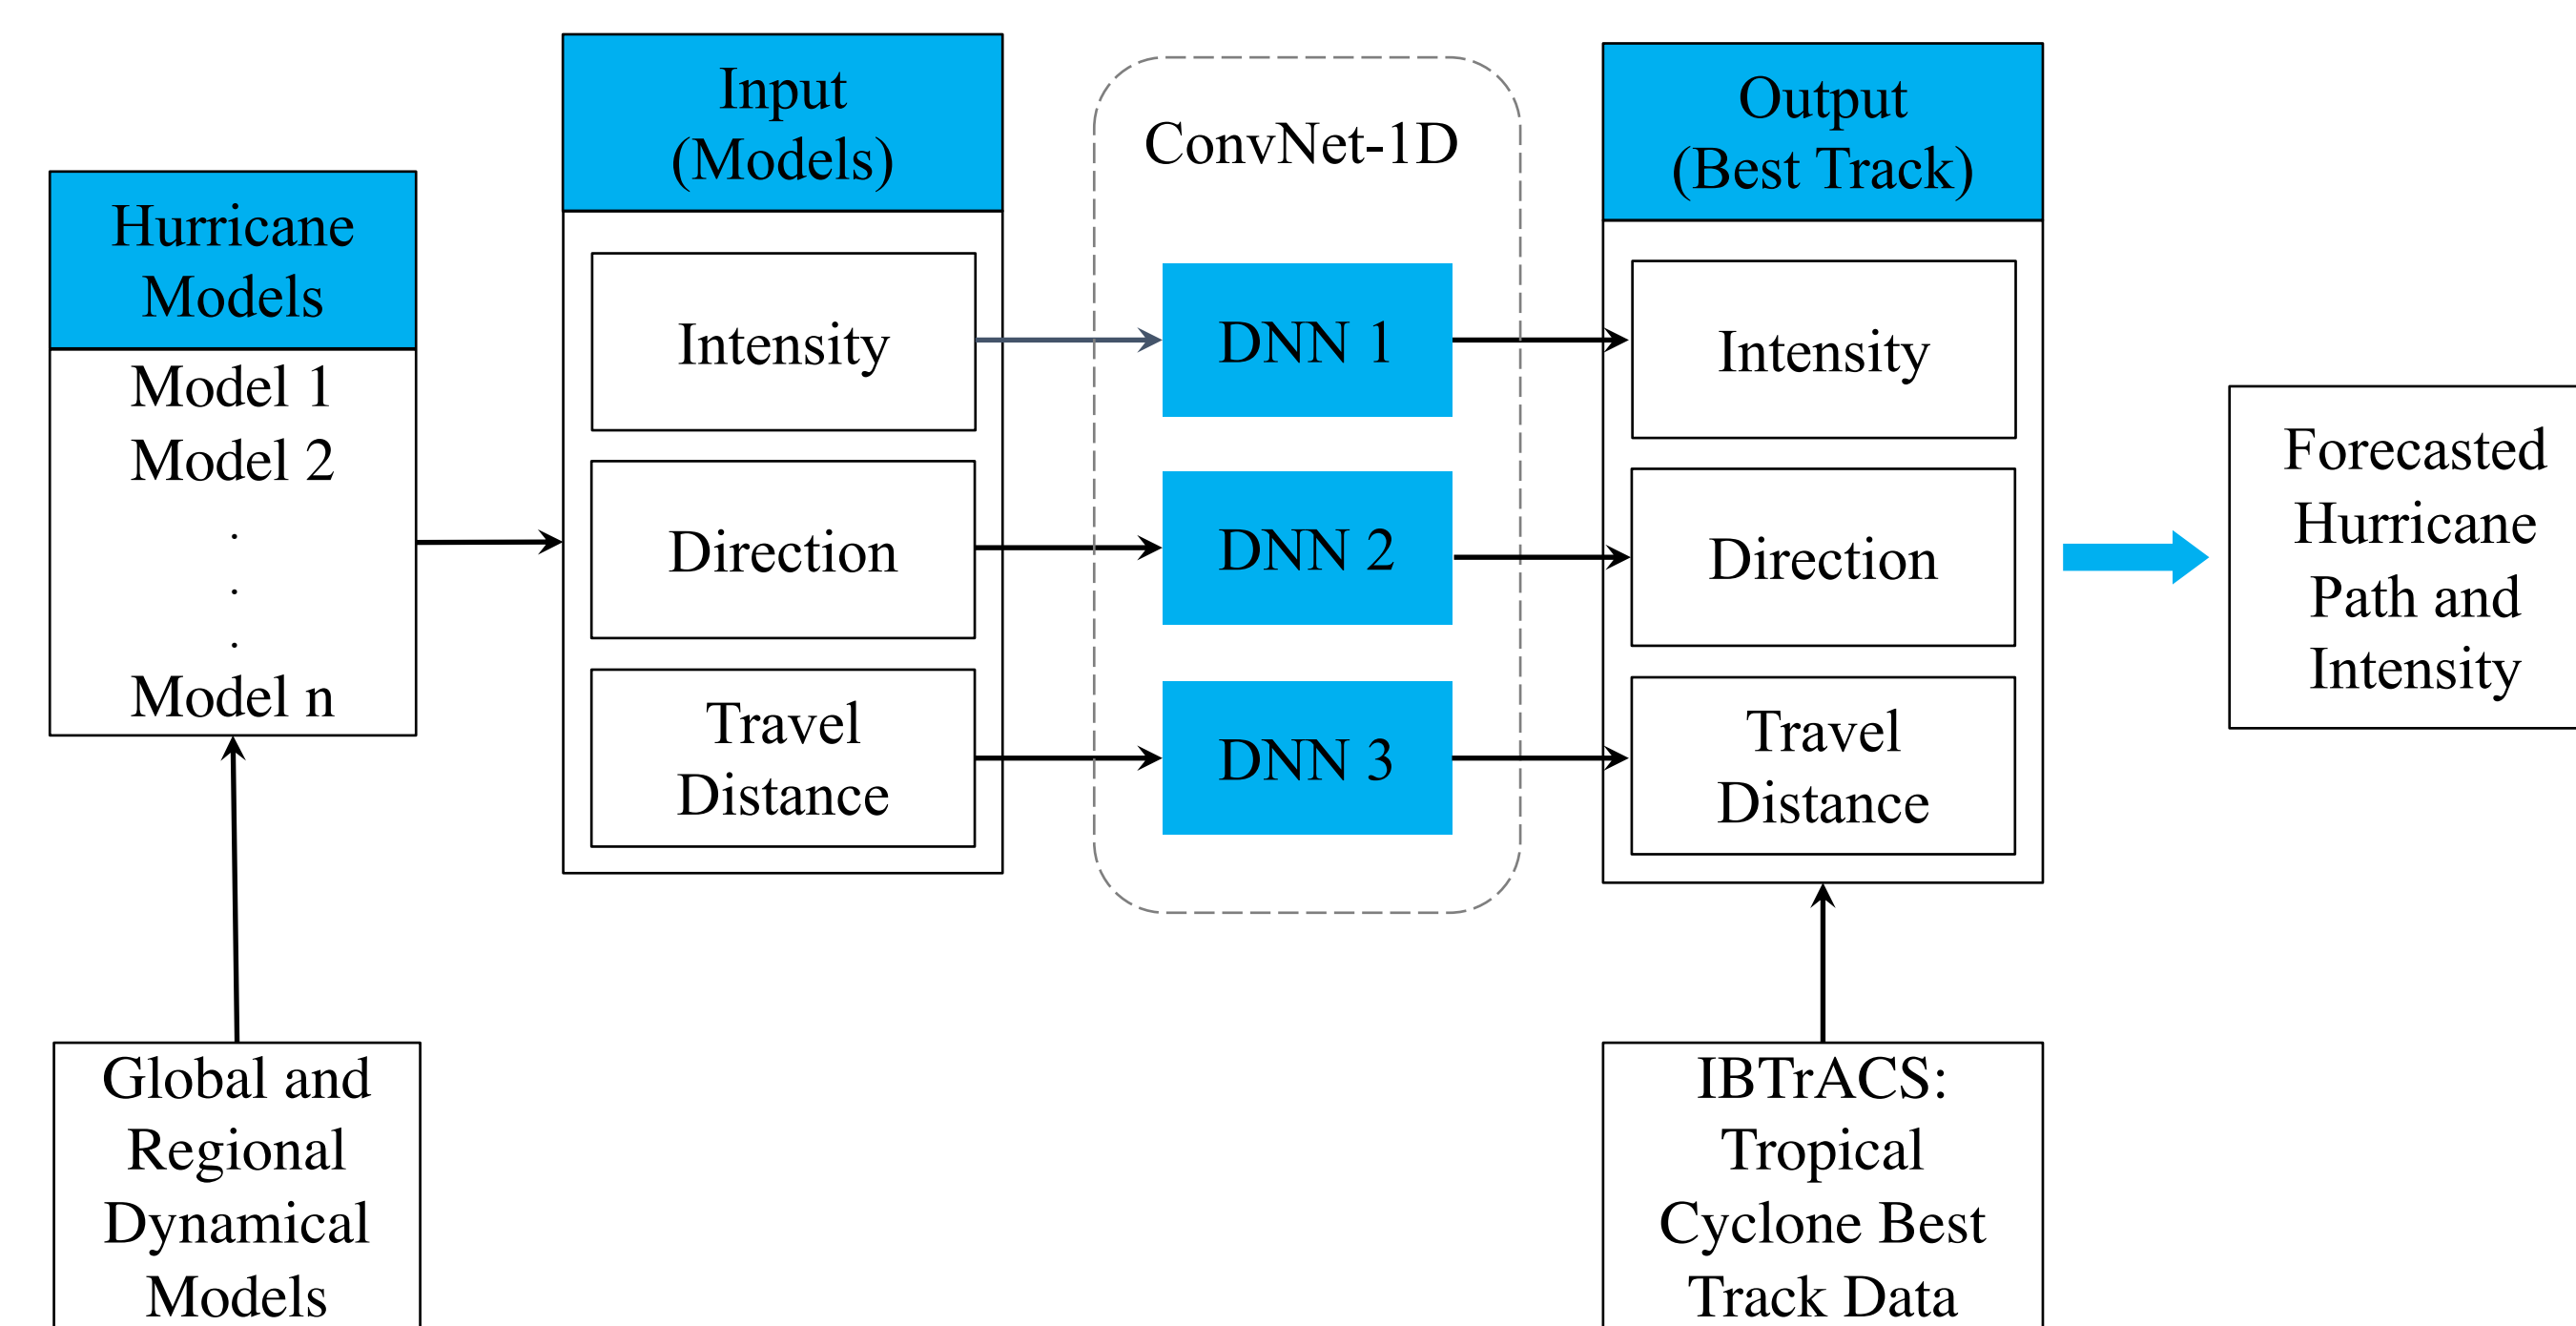 Hurricane
Models
Model 1
Model 2
.
.
.
Model n
Global and
Regional
Dynamical
Models
Input
(Models)
Intensity
Direction
Travel
Distance
ConvNet-1D
DNN 1
DNN 2
DNN 3
Output
(Best Track)
Intensity
Direction
Travel
Distance
IBTrACS:
Tropical
Cyclone Best
Track Data
Forecasted
Hurricane
Path and
Intensity